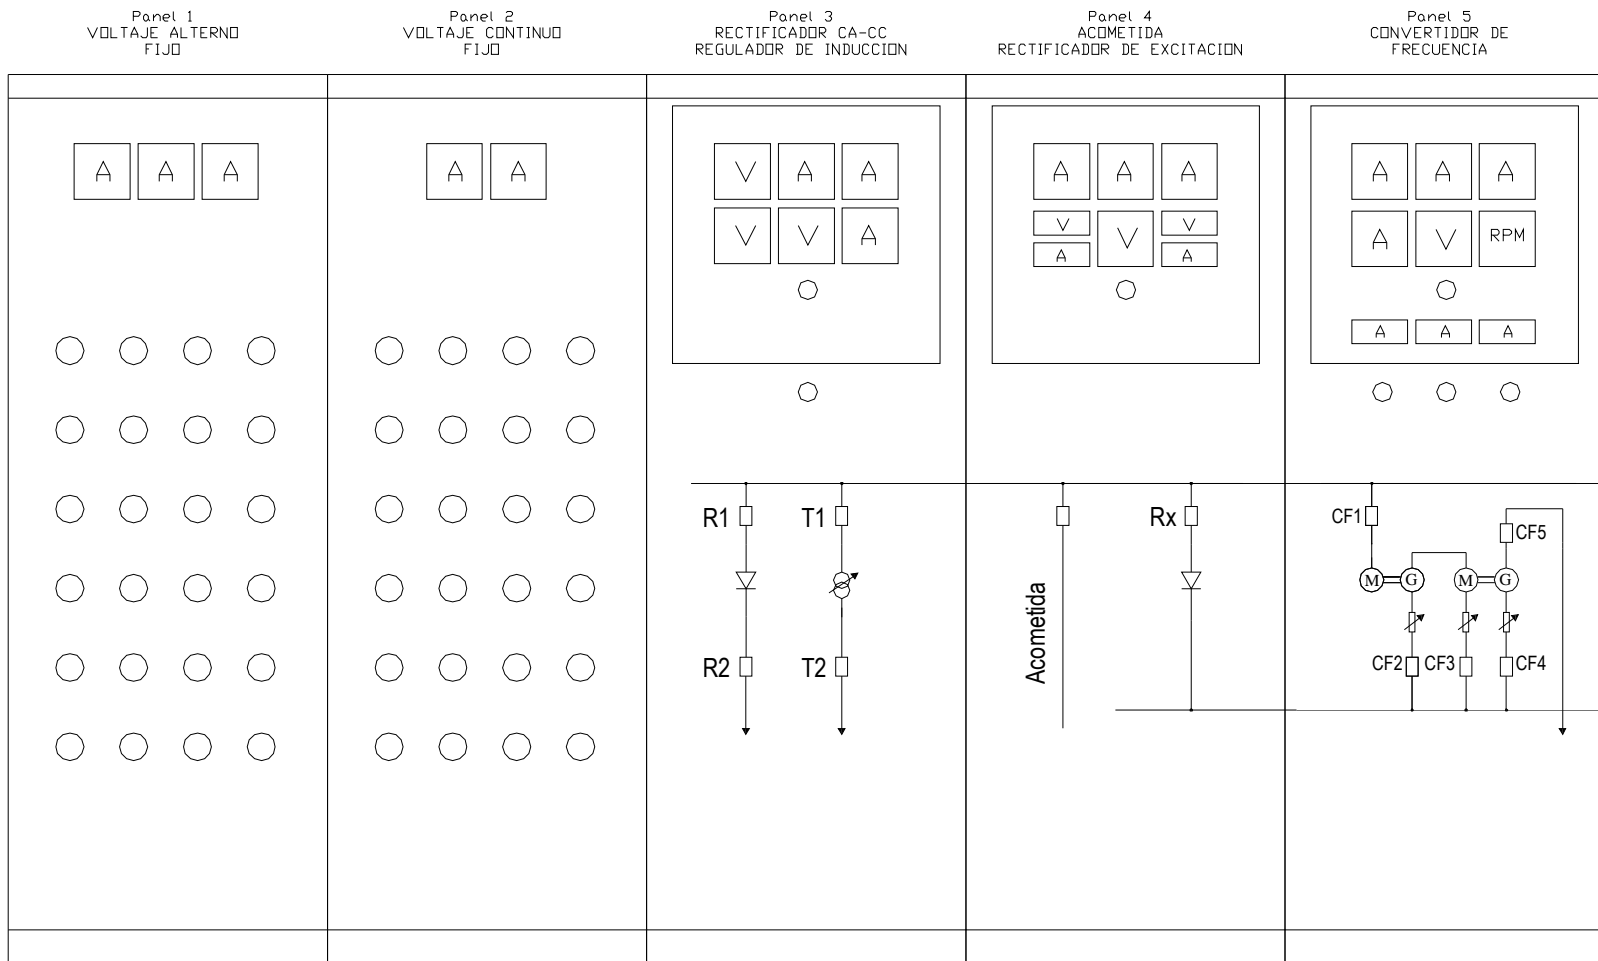 Panel 1
VOLTAJE ALTERNO
FIJO
Panel 2
VOLTAJE CONTINUO
FIJO
Panel 3
RECTIFICADOR CA-CC
REGULADOR DE INDUCCION
Panel 4
ACOMETIDA
RECTIFICADOR DE EXCITACION
Panel 5
CONVERTIDOR DE
FRECUENCIA
A A A
A A
V A A
V V A
A A A
V V V
A A
A A A
A V RPM
A A A
R1 T1
R2 T2
Acometida
Rx
CF1
CF5
M G M G
CF2 CF3 CF4